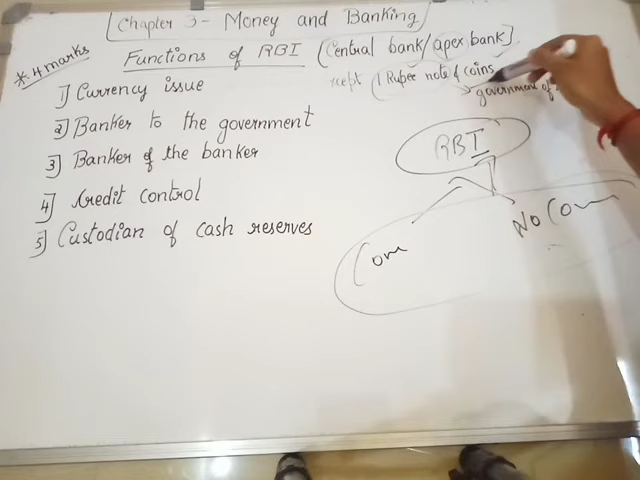 Chapter 3 - Money and Banking
* 4 marks
Functions of RBI (Central bank/apex bank]
1 Rupee note & coins
government of
1] Currency issue
2] Banker to the government
3] Banker of the banker
4] Credit control
5] Custodian of cash reserves
RBI
Com
No Com